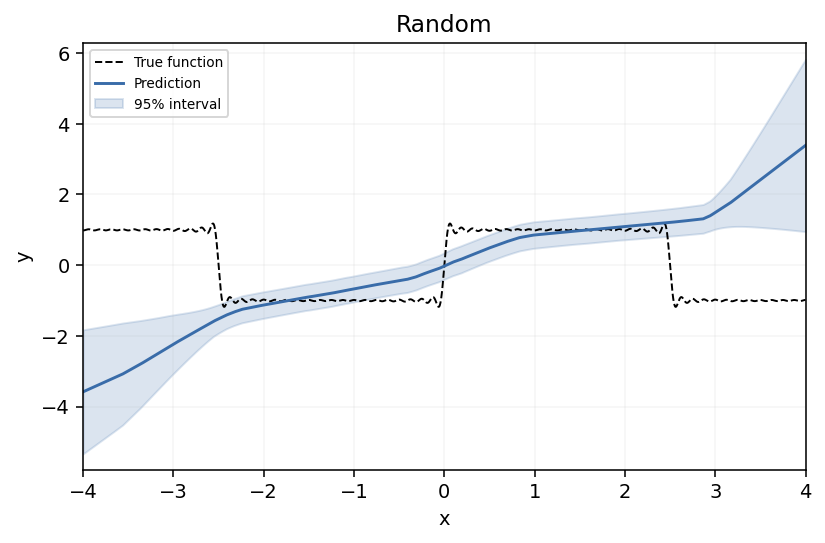 Random
True function
Prediction
95% interval
6
4
2
0
−2
−4
y
−4 −3 −2 −1 0 1 2 3 4
x